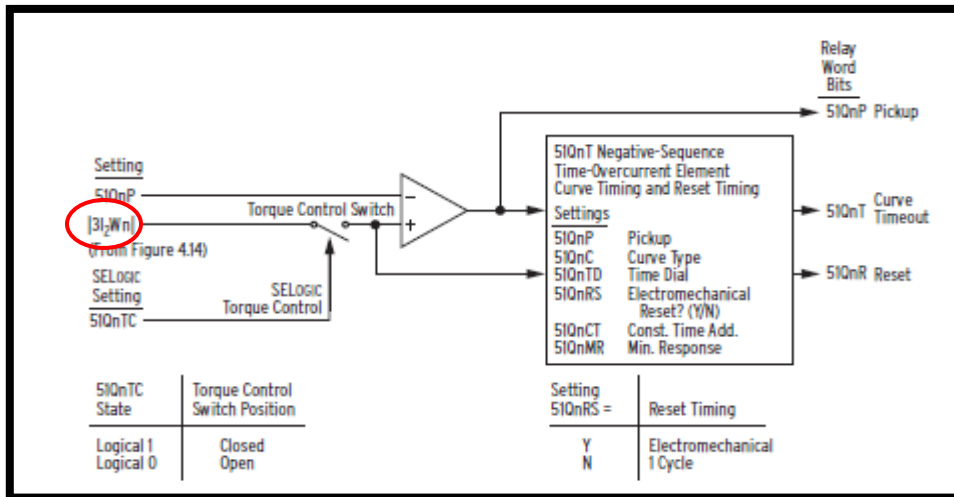 Relay
Word
Bits
51QnP Pickup
Setting
51QnP
|3I₂Wn|
(From Figure 4.14)
Torque Control Switch
−
+
SELOGIC
Setting
51QnTC
SELOGIC
Torque Control
51QnT Negative-Sequence
Time-Overcurrent Element
Curve Timing and Reset Timing
Settings
51QnP Pickup
51QnC Curve Type
51QnTD Time Dial
51QnRS Electromechanical
Reset? (Y/N)
51QnCT Const. Time Add.
51QnMR Min. Response
51QnT Curve
Timeout
51QnR Reset
51QnTC Torque Control
State Switch Position
Logical 1 Closed
Logical 0 Open
Setting
51QnRS = Reset Timing
Y Electromechanical
N 1 Cycle